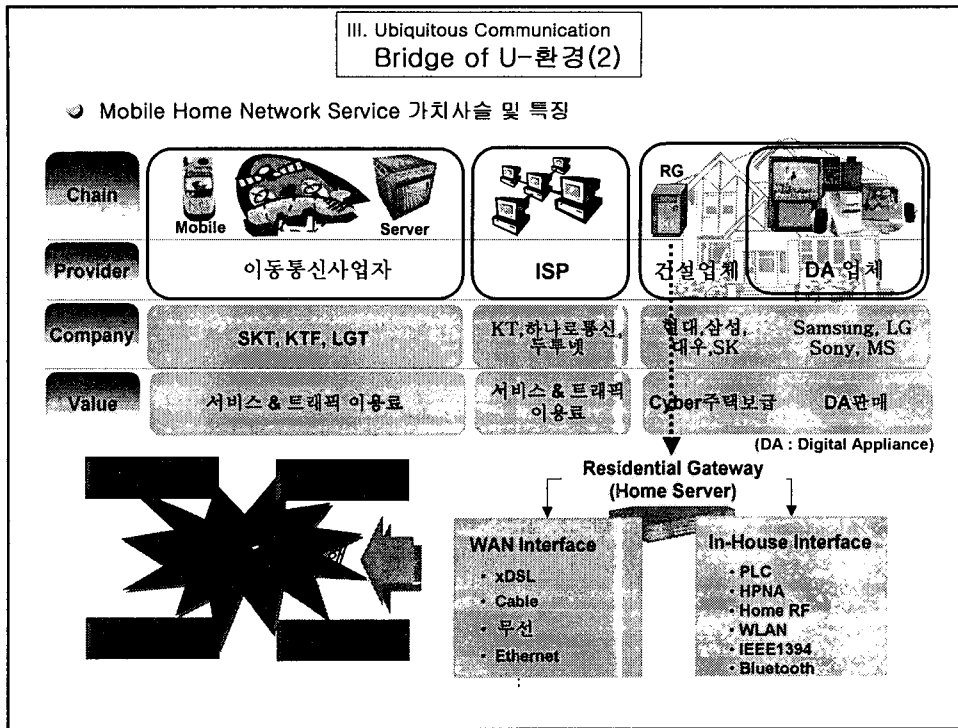 III. Ubiquitous Communication
Bridge of U-환경(2)
Mobile Home Network Service 가치사슬 및 특징
Chain
Mobile
Server
RG
Provider
이동통신사업자
ISP
건설업체
DA 업체
Company
SKT, KTF, LGT
KT,하나로통신,
두루넷
현대,삼성,
대우,SK
Samsung, LG
Sony, MS
Value
서비스 & 트래픽 이용료
서비스 & 트래픽
이용료
Cyber주택보급
DA판매
(DA : Digital Appliance)
Residential Gateway
(Home Server)
WAN Interface
· xDSL
· Cable
· 무선
· Ethernet
In-House Interface
· PLC
· HPNA
· Home RF
· WLAN
· IEEE1394
· Bluetooth